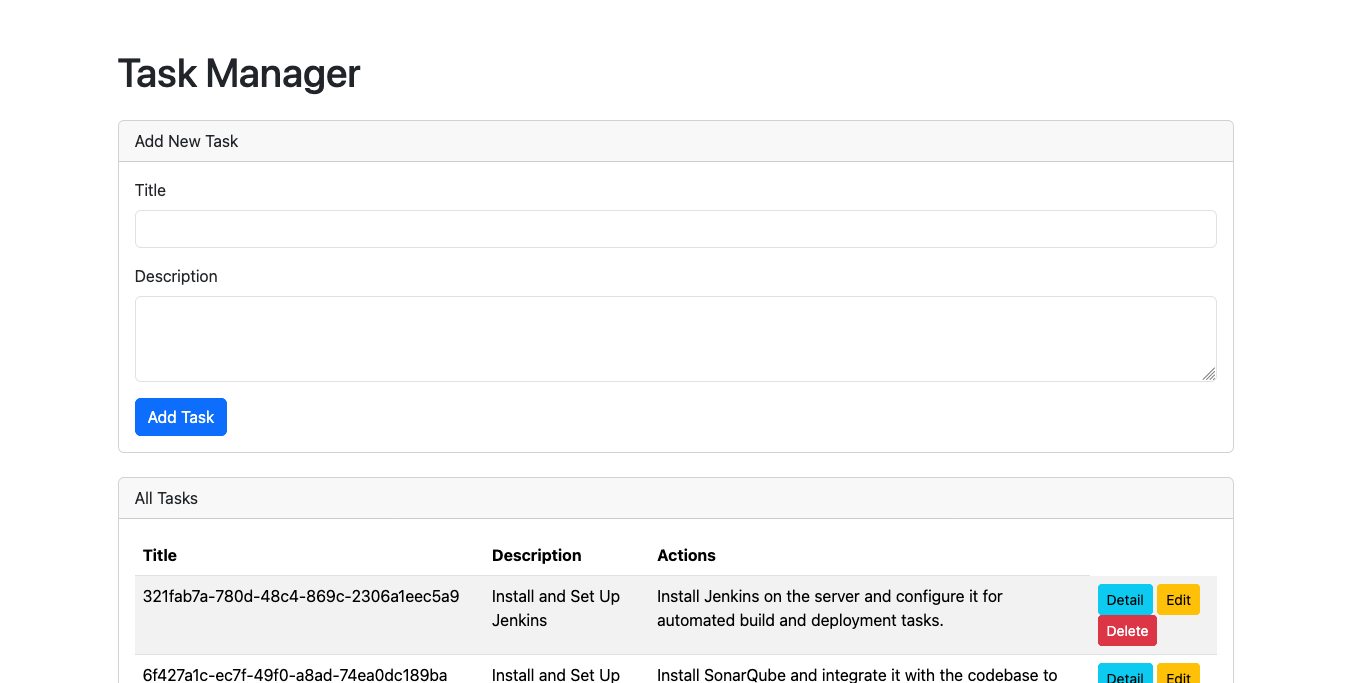 Task Manager
Add New Task
Title
Description
Add Task
All Tasks
Title Description Actions
321fab7a-780d-48c4-869c-2306a1eec5a9 Install and Set Up Install Jenkins on the server and configure it for Detail Edit
Jenkins automated build and deployment tasks. Delete
6f427a1c-ec7f-49f0-a8ad-74ea0dc189ba Install and Set Up Install SonarQube and integrate it with the codebase to Detail Edit